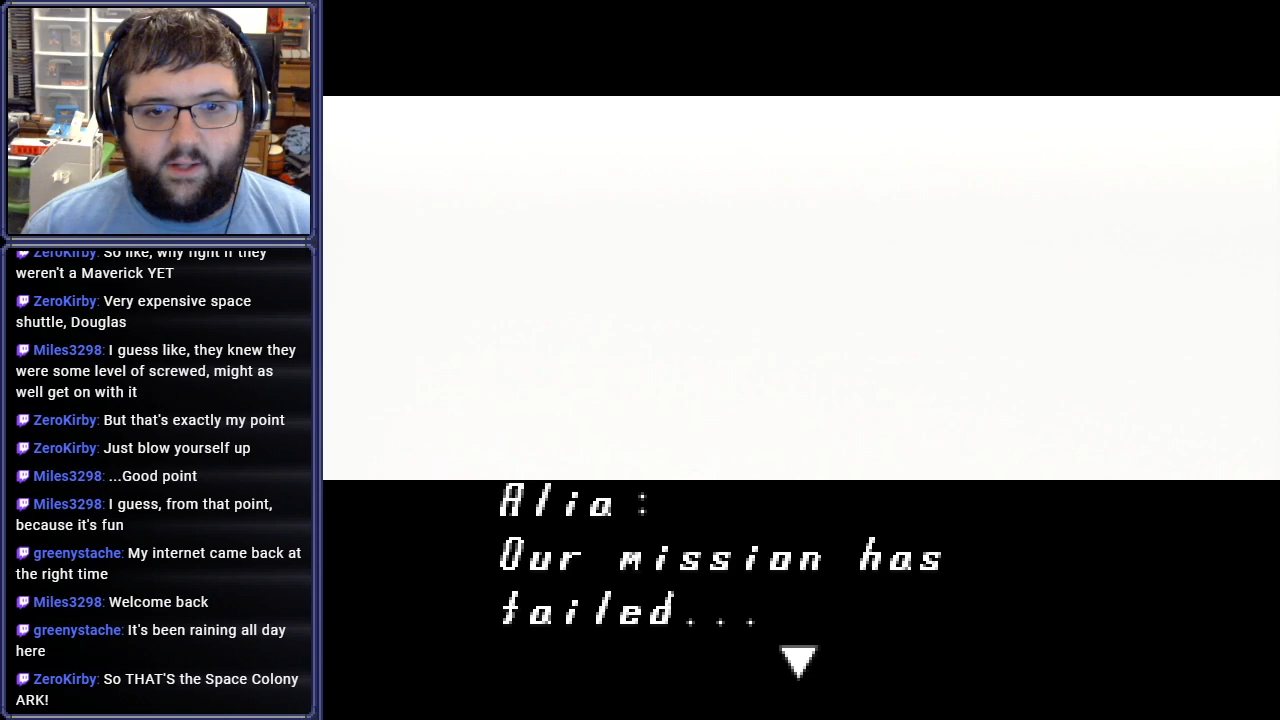 ZeroKirby: So like, why fight if they
weren't a Maverick YET
ZeroKirby: Very expensive space
shuttle, Douglas
Miles3298: I guess like, they knew they
were some level of screwed, might as
well get on with it
ZeroKirby: But that's exactly my point
ZeroKirby: Just blow yourself up
Miles3298: ...Good point
Miles3298: I guess, from that point,
because it's fun
greenystache: My internet came back at
the right time
Miles3298: Welcome back
greenystache: It's been raining all day
here
ZeroKirby: So THAT'S the Space Colony
ARK!
Alia :
Our mission has
failed...